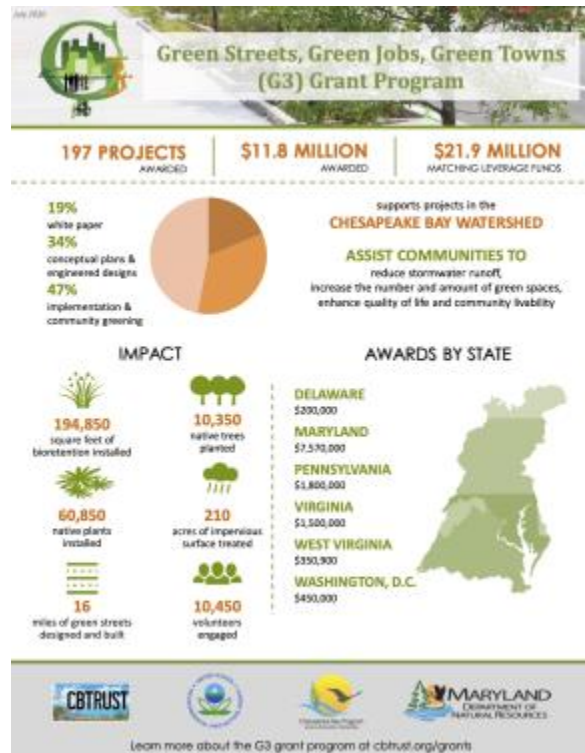 July 2020
Green Streets, Green Jobs, Green Towns
(G3) Grant Program
197 PROJECTS
AWARDED
$11.8 MILLION
AWARDED
$21.9 MILLION
MATCHING LEVERAGE FUNDS
19%
white paper
34%
conceptual plans &
engineered designs
47%
implementation &
community greening
supports projects in the
CHESAPEAKE BAY WATERSHED
ASSIST COMMUNITIES TO
reduce stormwater runoff,
increase the number and amount of green spaces,
enhance quality of life and community livability
IMPACT
194,850
square feet of
bioretention installed
10,350
native trees
planted
60,850
native plants
installed
210
acres of impervious
surface treated
16
miles of green streets
designed and built
10,450
volunteers
engaged
AWARDS BY STATE
DELAWARE
$200,000
MARYLAND
$7,570,000
PENNSYLVANIA
$1,800,000
VIRGINIA
$1,500,000
WEST VIRGINIA
$350,900
WASHINGTON, D.C.
$450,000
CBTRUST
Chesapeake Bay Program
MARYLAND
DEPARTMENT OF
NATURAL RESOURCES
Learn more about the G3 grant program at cbtrust.org/grants